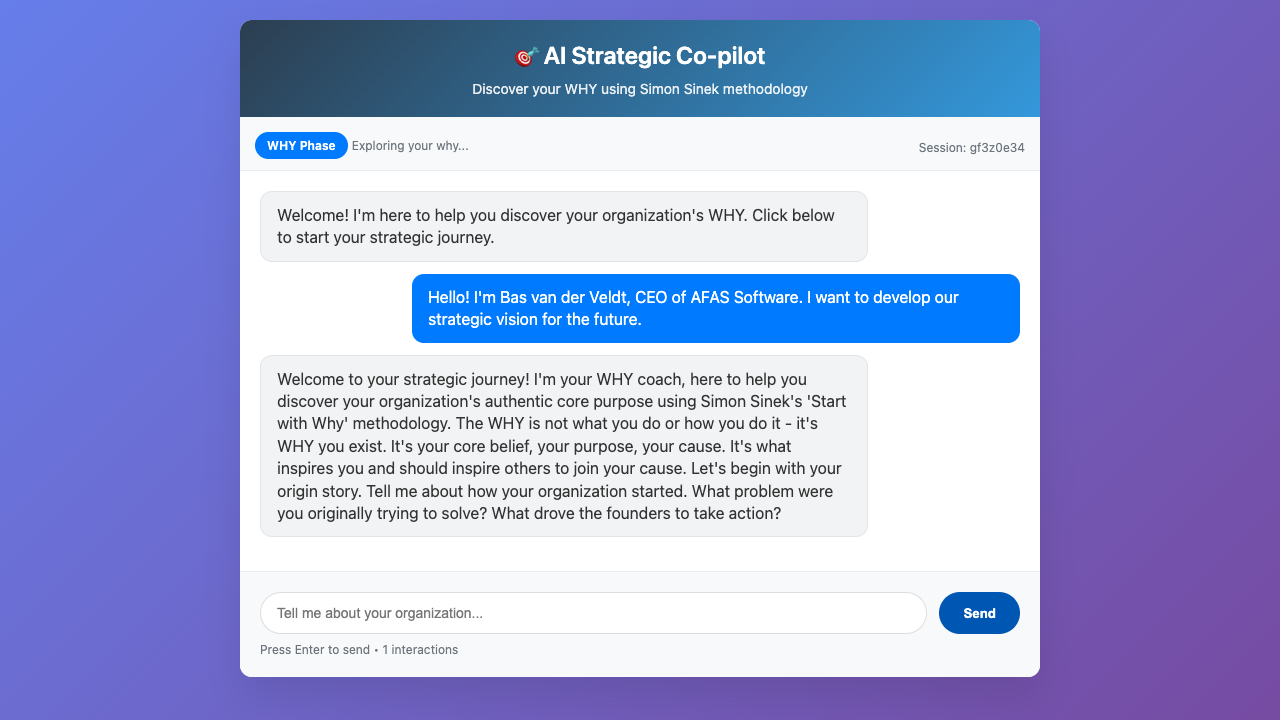 🎯 AI Strategic Co-pilot
Discover your WHY using Simon Sinek methodology
WHY Phase Exploring your why...
Session: gf3z0e34
Welcome! I'm here to help you discover your organization's WHY. Click below
to start your strategic journey.
Hello! I'm Bas van der Veldt, CEO of AFAS Software. I want to develop our
strategic vision for the future.
Welcome to your strategic journey! I'm your WHY coach, here to help you
discover your organization's authentic core purpose using Simon Sinek's 'Start
with Why' methodology. The WHY is not what you do or how you do it - it's
WHY you exist. It's your core belief, your purpose, your cause. It's what
inspires you and should inspire others to join your cause. Let's begin with your
origin story. Tell me about how your organization started. What problem were
you originally trying to solve? What drove the founders to take action?
Tell me about your organization...
Send
Press Enter to send • 1 interactions